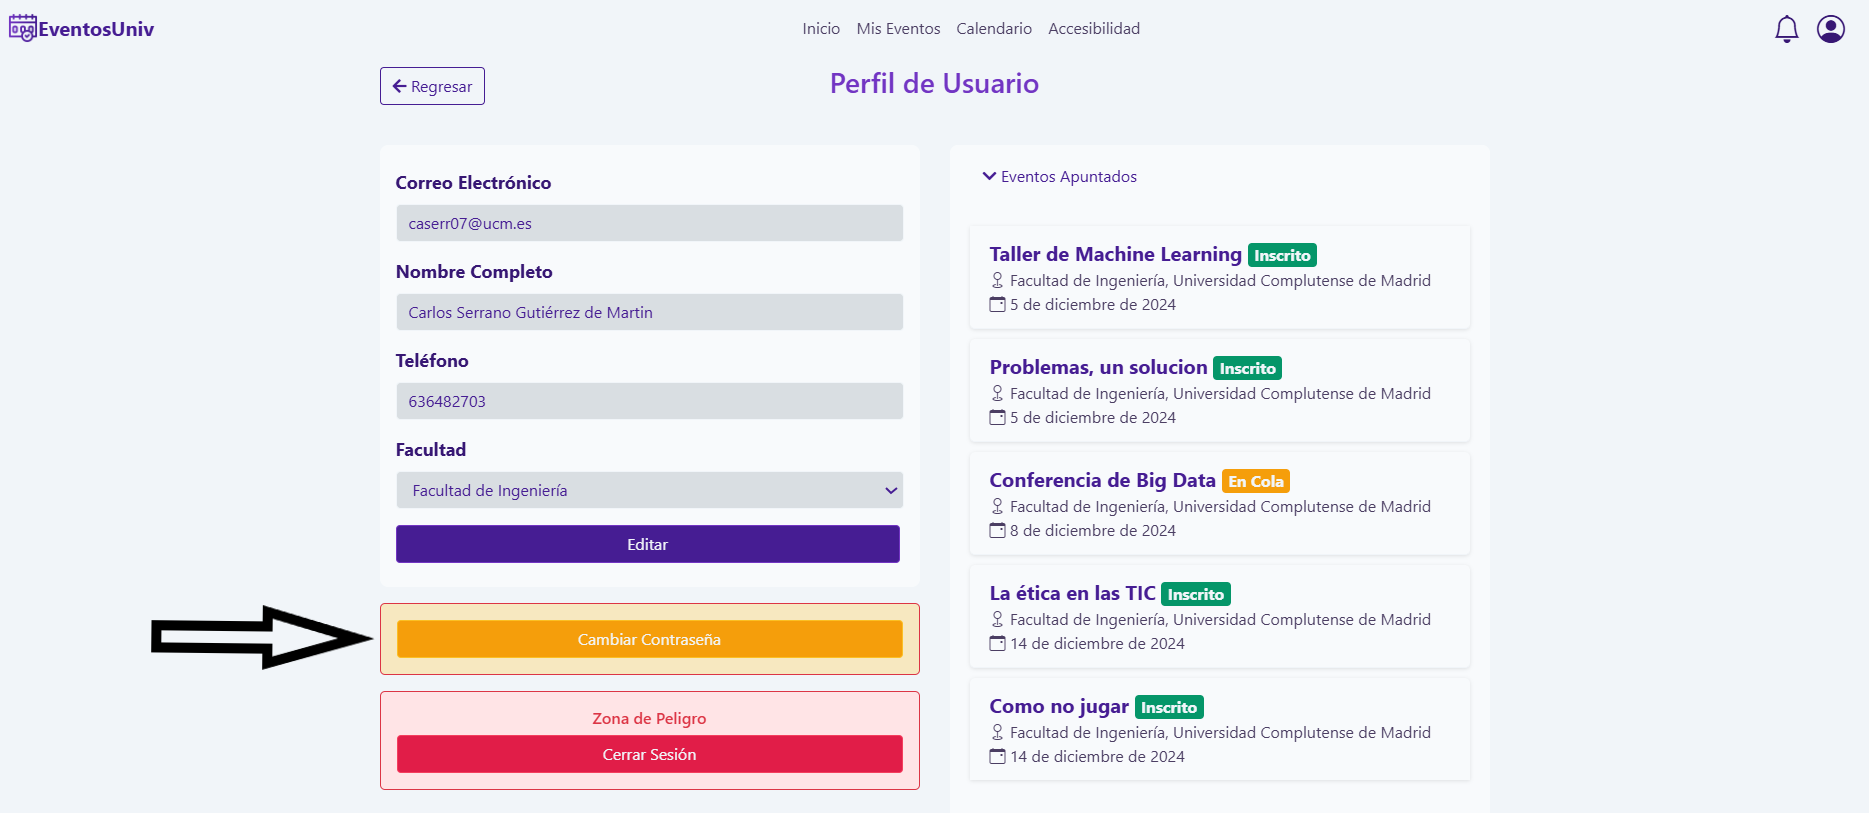 EventosUniv
Inicio Mis Eventos Calendario Accesibilidad
Regresar
Perfil de Usuario
Correo Electrónico
caserr07@ucm.es
Nombre Completo
Carlos Serrano Gutiérrez de Martin
Teléfono
636482703
Facultad
Facultad de Ingeniería
Editar
Cambiar Contraseña
Zona de Peligro
Cerrar Sesión
Eventos Apuntados
Taller de Machine Learning Inscrito
Facultad de Ingeniería, Universidad Complutense de Madrid
5 de diciembre de 2024
Problemas, un solucion Inscrito
Facultad de Ingeniería, Universidad Complutense de Madrid
5 de diciembre de 2024
Conferencia de Big Data En Cola
Facultad de Ingeniería, Universidad Complutense de Madrid
8 de diciembre de 2024
La ética en las TIC Inscrito
Facultad de Ingeniería, Universidad Complutense de Madrid
14 de diciembre de 2024
Como no jugar Inscrito
Facultad de Ingeniería, Universidad Complutense de Madrid
14 de diciembre de 2024